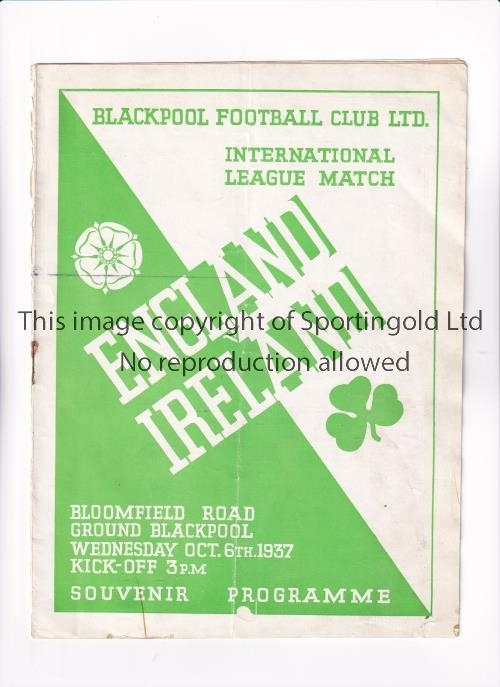 BLACKPOOL FOOTBALL CLUB LTD.
INTERNATIONAL
LEAGUE MATCH
ENGLAND
IRELAND
This image copyright of Sportingold Ltd
No reproduction allowed
BLOOMFIELD ROAD
GROUND BLACKPOOL
WEDNESDAY OCT. 6TH.1937
KICK-OFF 3 P.M
SOUVENIR PROGRAMME